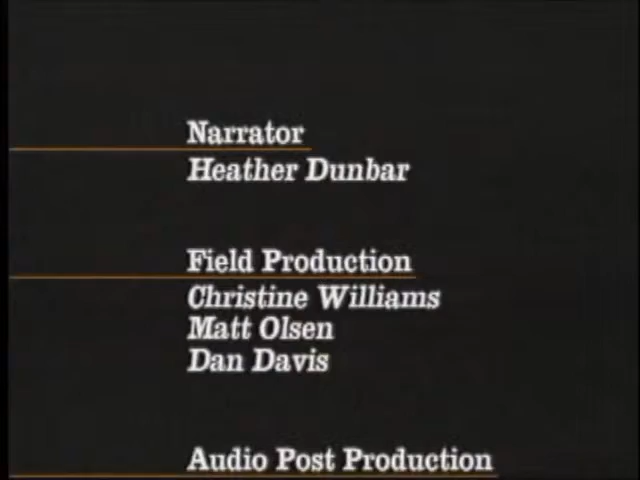 Narrator
Heather Dunbar
Field Production
Christine Williams
Matt Olsen
Dan Davis
Audio Post Production